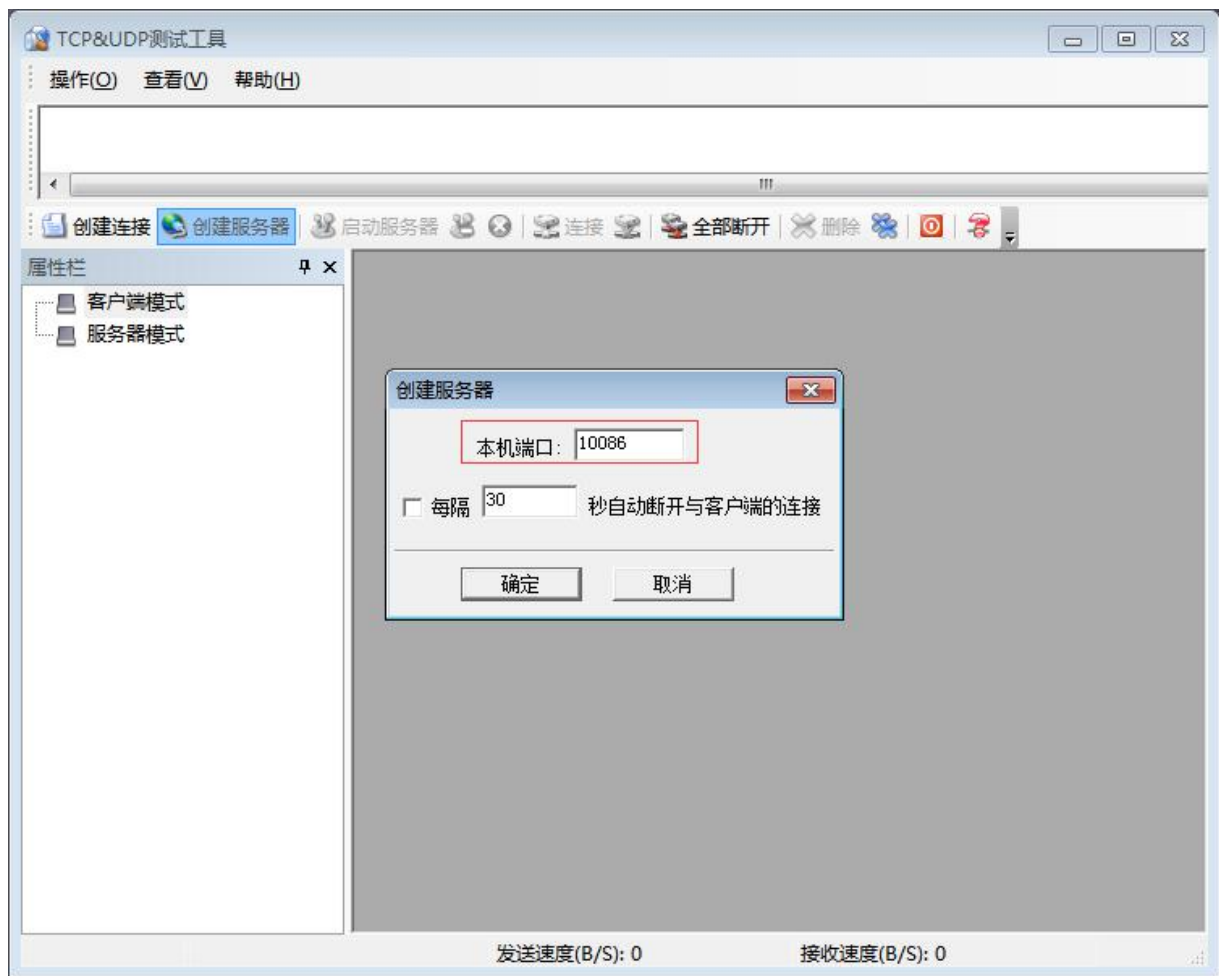 TCP&UDP测试工具
操作(O) 查看(V) 帮助(H)
创建连接 创建服务器 启动服务器 连接 全部断开 删除
属性栏
客户端模式
服务器模式
创建服务器
本机端口: 10086
每隔 30 秒自动断开与客户端的连接
确定 取消
发送速度(B/S): 0 接收速度(B/S): 0